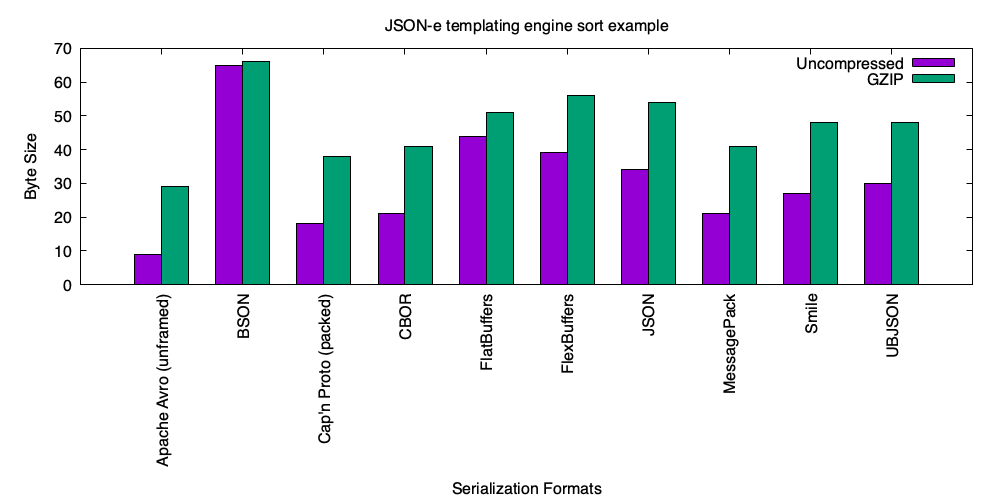 JSON-e templating engine sort example
70
60
50
40
30
20
10
0
Byte Size
Uncompressed
GZIP
Apache Avro (unframed)
BSON
Cap'n Proto (packed)
CBOR
FlatBuffers
FlexBuffers
JSON
MessagePack
Smile
UBJSON
Serialization Formats